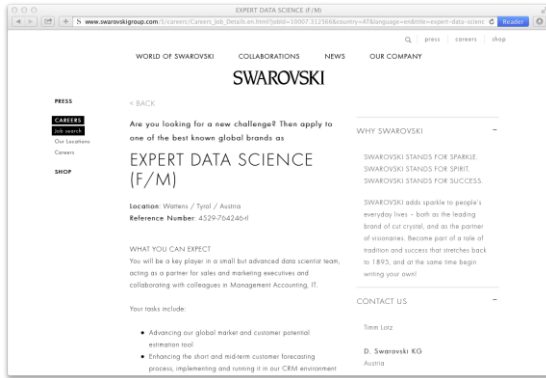 EXPERT DATA SCIENCE (F/M)
www.swarovskigroup.com
Reader
press
careers
shop
WORLD OF SWAROVSKI
COLLABORATIONS
NEWS
OUR COMPANY
SWAROVSKI
PRESS
CAREERS
Job search
Our Locations
Careers
SHOP
< BACK
Are you looking for a new challenge? Then apply to
one of the best known global brands as
EXPERT DATA SCIENCE
(F/M)
Location: Wattens / Tyrol / Austria
Reference Number: 4529-764246-tl
WHAT YOU CAN EXPECT
You will be a key player in a small but advanced data scientist team,
acting as a partner for sales and marketing executives and
collaborating with colleagues in Management Accounting, IT.
Your tasks include:
Advancing our global market and customer potential
estimation tool
Enhancing the short and mid-term customer forecasting
process, implementing and running it in our CRM environment
WHY SWAROVSKI
SWAROVSKI STANDS FOR SPARKLE.
SWAROVSKI STANDS FOR SPIRIT.
SWAROVSKI STANDS FOR SUCCESS.
SWAROVSKI adds sparkle to people's
everyday lives – both as the leading
brand of cut crystal, and as the partner
of visionaries. Become part of a tale of
tradition and success that stretches back
to 1895, and at the same time begin
writing your own!
CONTACT US
Timm Lotz
D. Swarovski KG
Austria